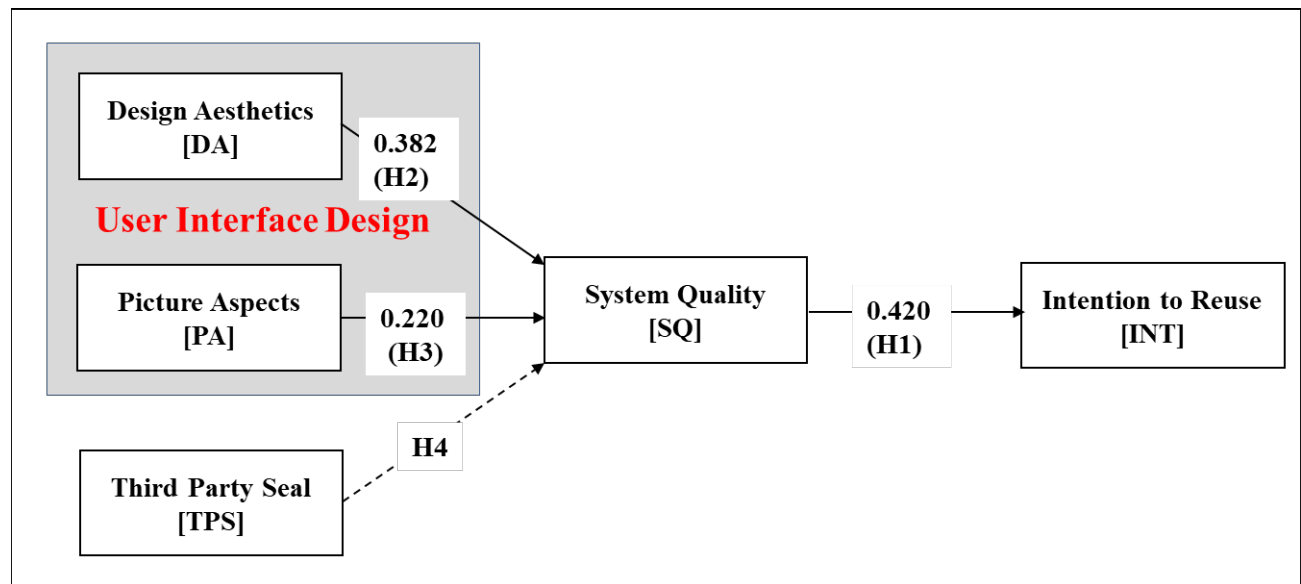 Design Aesthetics
[DA]
0.382
(H2)
User Interface Design
Picture Aspects
[PA]
0.220
(H3)
System Quality
[SQ]
0.420
(H1)
Intention to Reuse
[INT]
H4
Third Party Seal
[TPS]